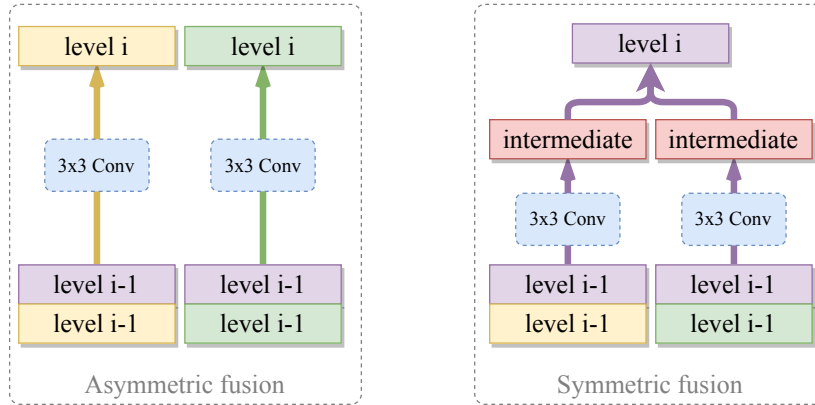 level i
level i
3x3 Conv
3x3 Conv
level i-1
level i-1
level i-1
level i-1
Asymmetric fusion
level i
intermediate
intermediate
3x3 Conv
3x3 Conv
level i-1
level i-1
level i-1
level i-1
Symmetric fusion